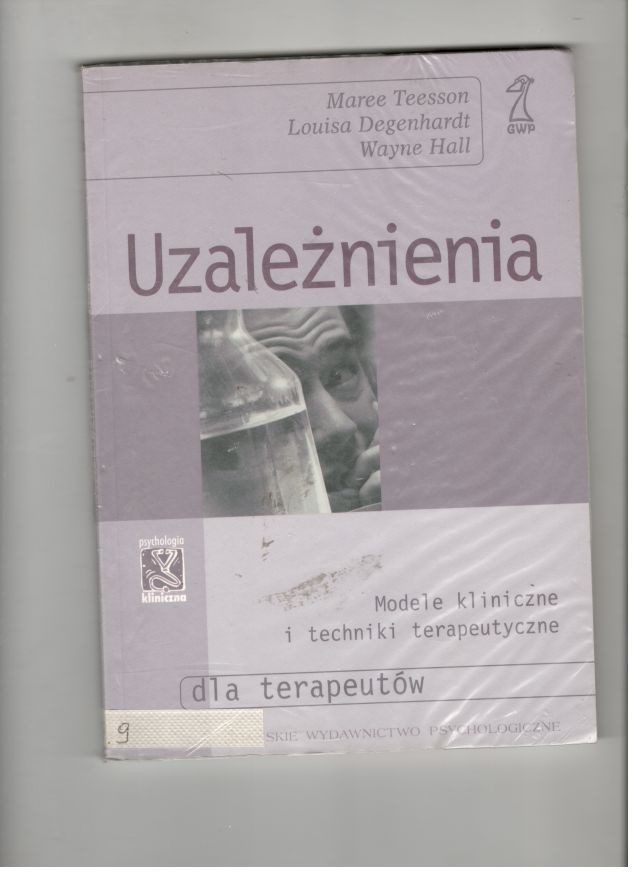 Maree Teesson
Louisa Degenhardt
Wayne Hall
GWP
Uzależnienia
psychologia
kliniczna
Modele kliniczne
i techniki terapeutyczne
dla terapeutów
9
SKIE WYDAWNICTWO PSYCHOLOGICZNE